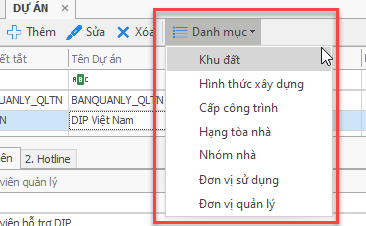 DỰ ÁN ×
Thêm Sửa Xóa Danh mục
ết tắt Tên Dự án
ABC
QUANLY_QLTN BANQUANLY_QLTN
N DIP Việt Nam
Khu đất
Hình thức xây dựng
Cấp công trình
Hạng tòa nhà
Nhóm nhà
Đơn vị sử dụng
Đơn vị quản lý
ên 2. Hotline
viên quản lý
viên hỗ trợ DIP